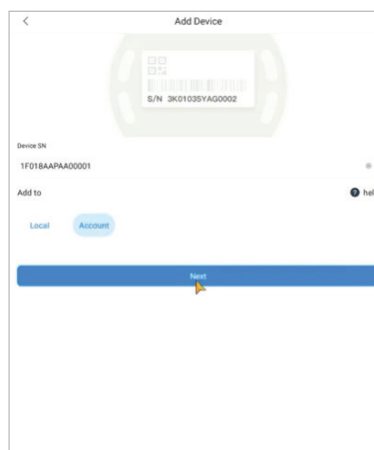 Add Device
S/N 3K01035YAG0002
Device SN
1F018AAPAA00001
Add to
hel
Local Account
Next